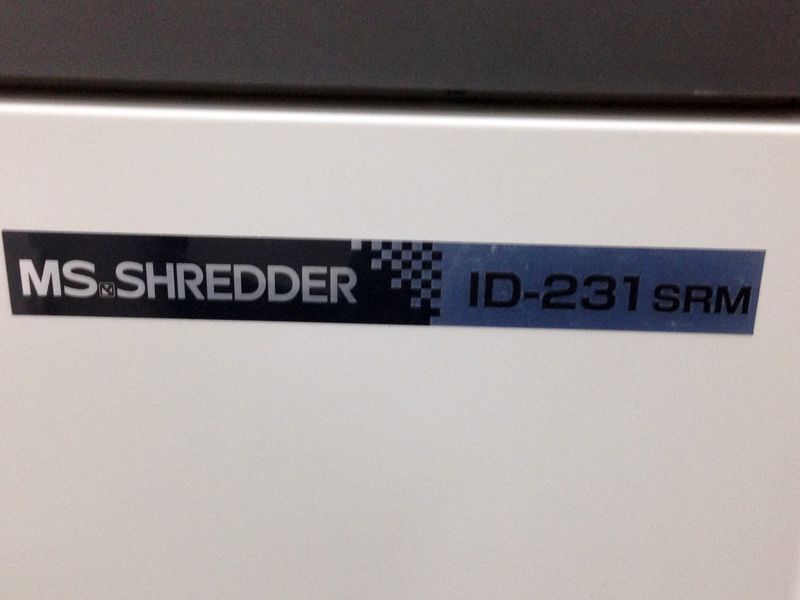 MS SHREDDER ID-231 SRM